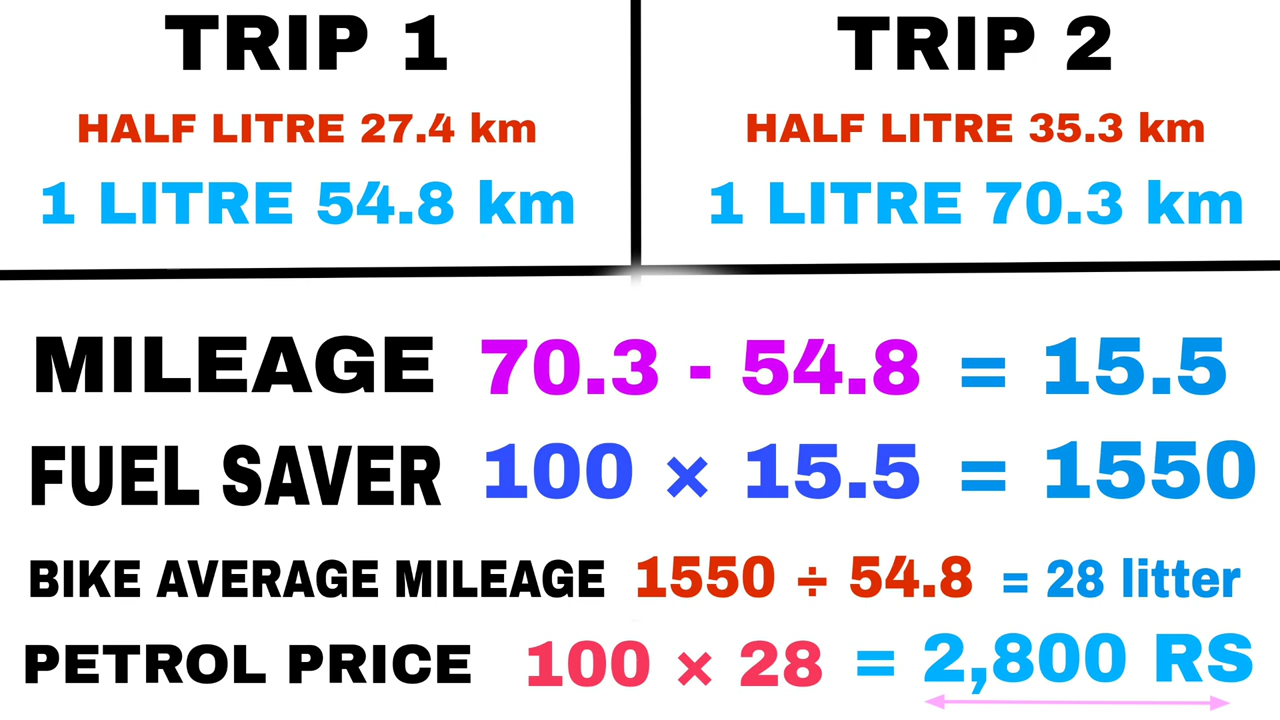 TRIP 1
HALF LITRE 27.4 km
1 LITRE 54.8 km
TRIP 2
HALF LITRE 35.3 km
1 LITRE 70.3 km
MILEAGE 70.3 - 54.8 = 15.5
FUEL SAVER 100 × 15.5 = 1550
BIKE AVERAGE MILEAGE 1550 ÷ 54.8 = 28 litter
PETROL PRICE 100 × 28 = 2,800 RS